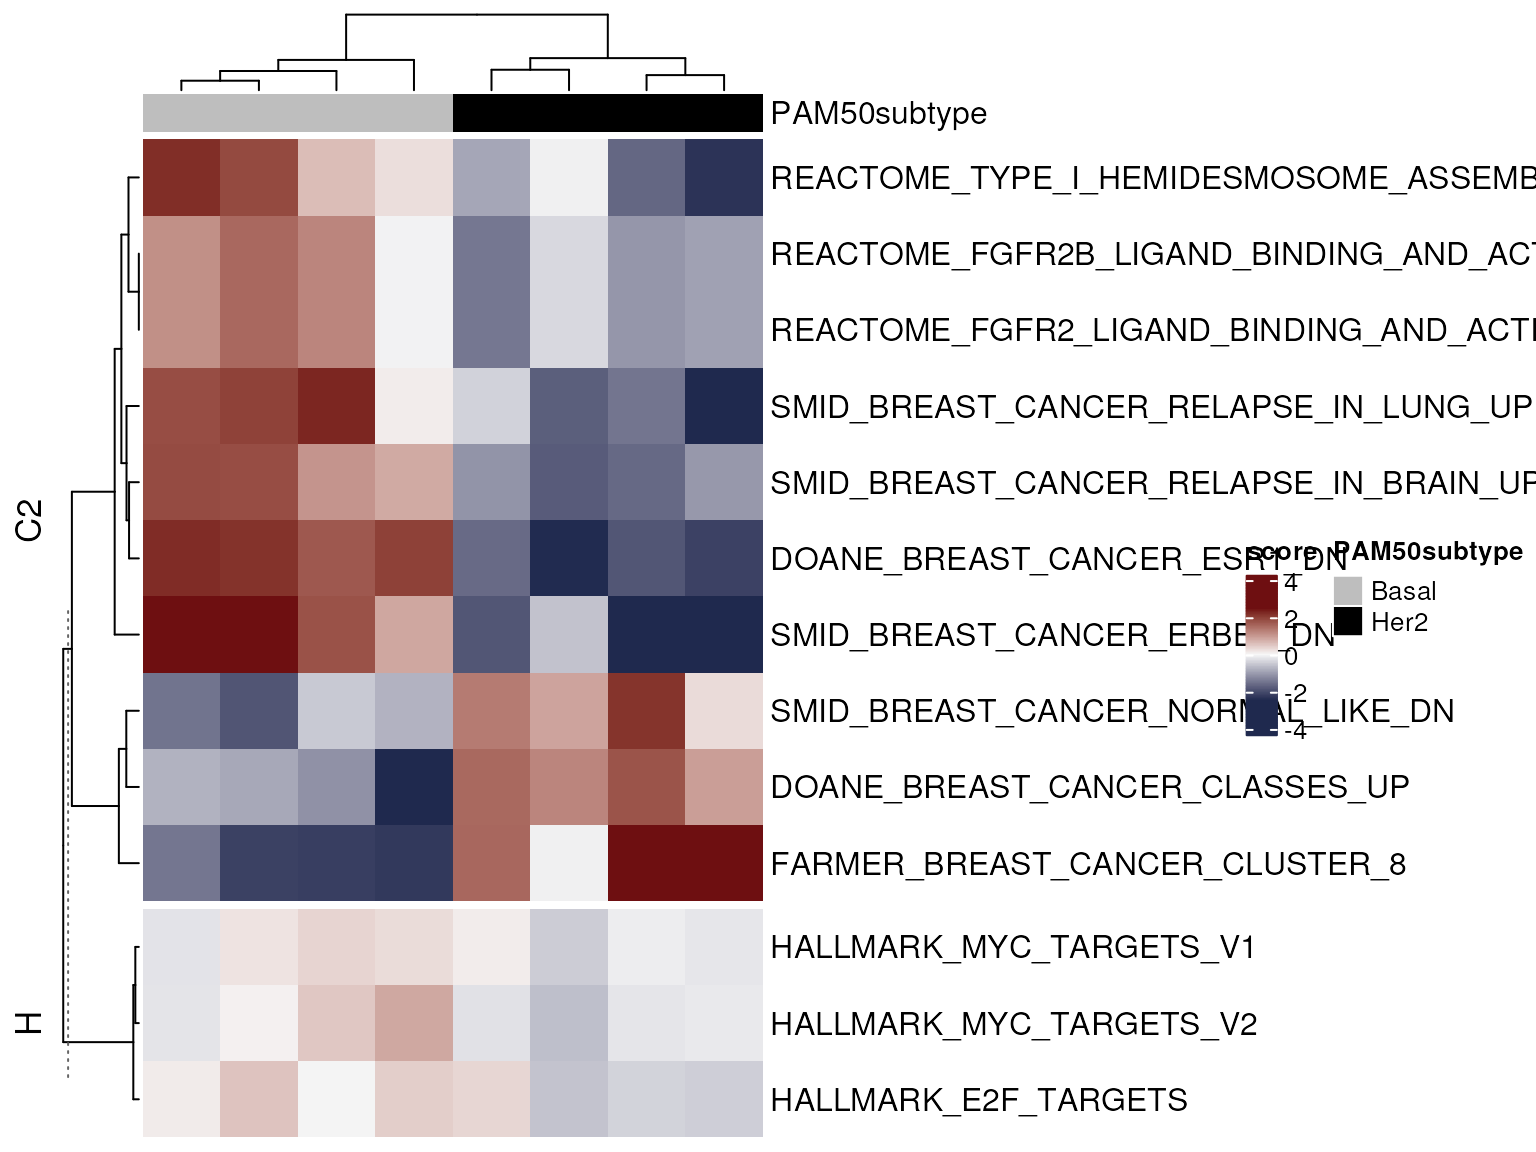 PAM50subtype
REACTOME_TYPE_I_HEMIDESMOSOME_ASSEMB
REACTOME_FGFR2B_LIGAND_BINDING_AND_ACT
REACTOME_FGFR2_LIGAND_BINDING_AND_ACTI
SMID_BREAST_CANCER_RELAPSE_IN_LUNG_UP
SMID_BREAST_CANCER_RELAPSE_IN_BRAIN_UP
C2
DOANE_BREAST_CANCER_ESR1_DN
score PAM50subtype
4
Basal
2
Her2
SMID_BREAST_CANCER_ERBB2_DN
0
-2
SMID_BREAST_CANCER_NORMAL_LIKE_DN
-4
DOANE_BREAST_CANCER_CLASSES_UP
FARMER_BREAST_CANCER_CLUSTER_8
HALLMARK_MYC_TARGETS_V1
H
HALLMARK_MYC_TARGETS_V2
HALLMARK_E2F_TARGETS